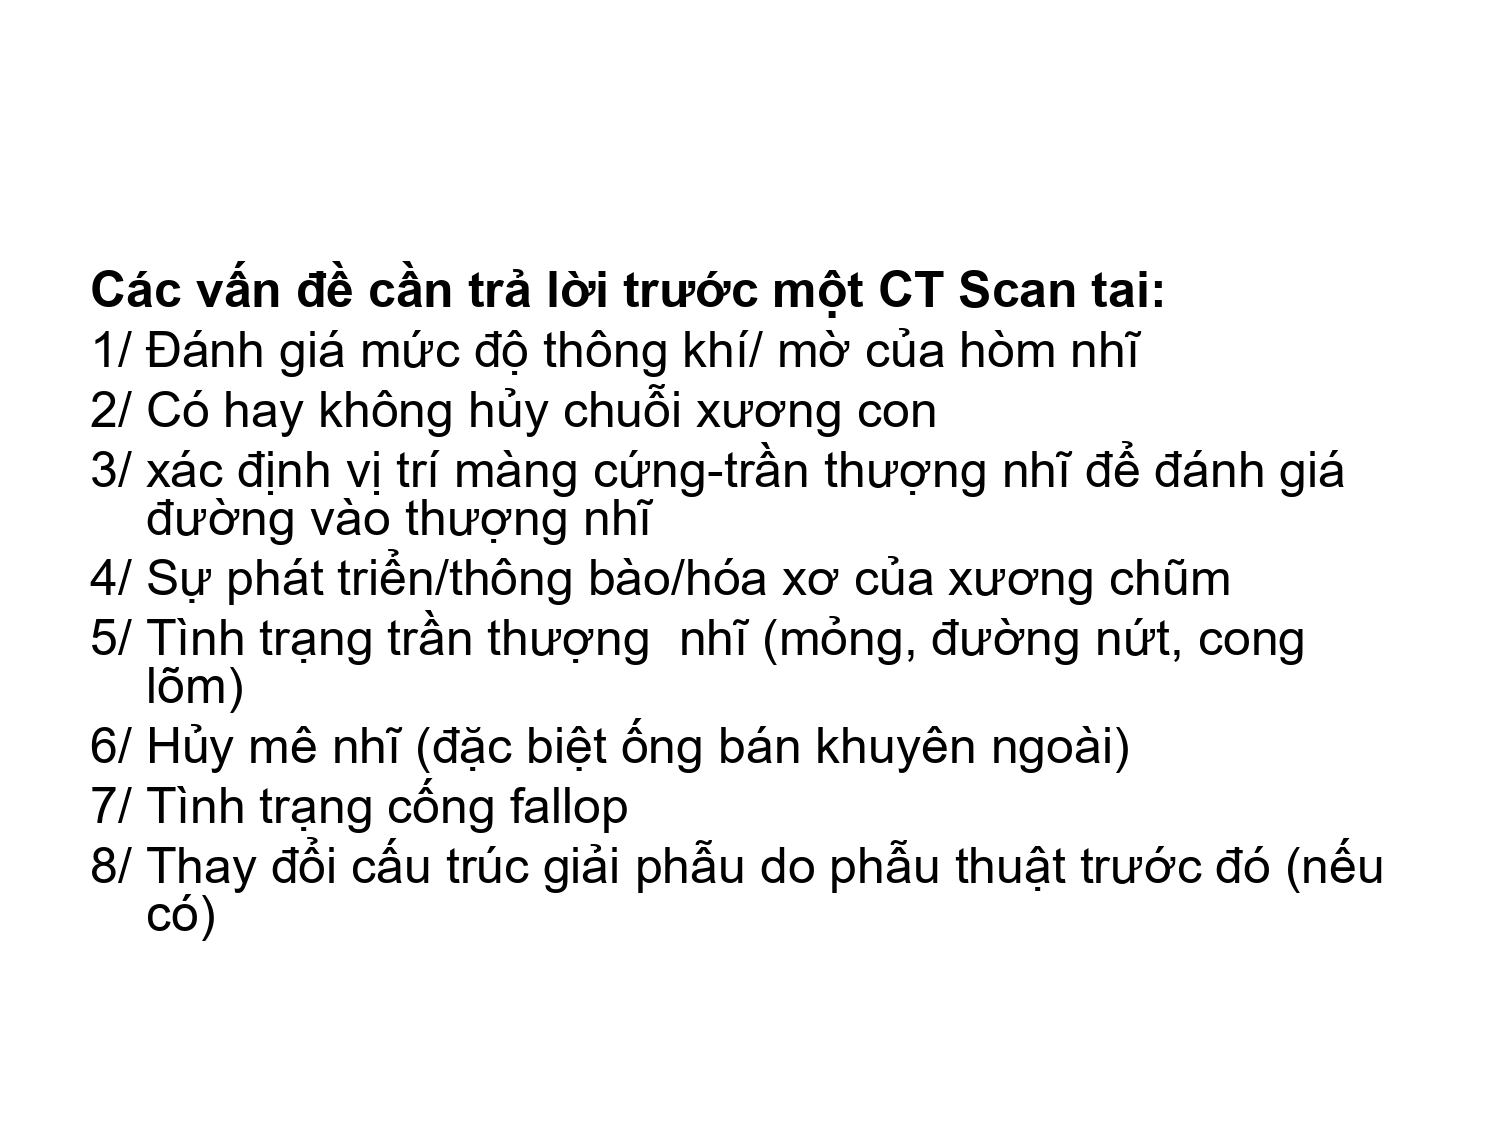 Các vấn đề cần trả lời trước một CT Scan tai:
1/ Đánh giá mức độ thông khí/ mờ của hòm nhĩ
2/ Có hay không hủy chuỗi xương con
3/ xác định vị trí màng cứng-trần thượng nhĩ để đánh giá
đường vào thượng nhĩ
4/ Sự phát triển/thông bào/hóa xơ của xương chũm
5/ Tình trạng trần thượng  nhĩ (mỏng, đường nứt, cong
lõm)
6/ Hủy mê nhĩ (đặc biệt ống bán khuyên ngoài)
7/ Tình trạng cống fallop
8/ Thay đổi cấu trúc giải phẫu do phẫu thuật trước đó (nếu
có)